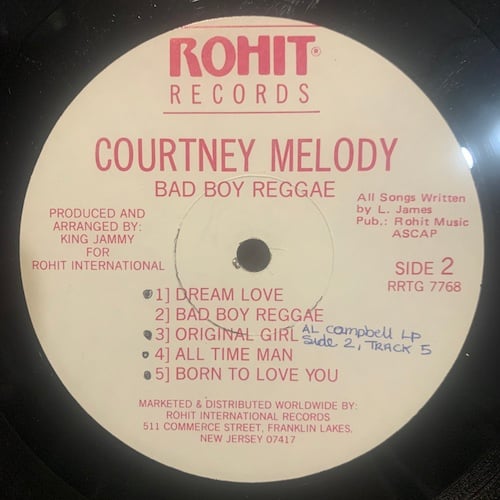 ROHIT®
RECORDS
COURTNEY MELODY
BAD BOY REGGAE
PRODUCED AND
ARRANGED BY:
KING JAMMY
FOR
ROHIT INTERNATIONAL
All Songs Written
by L. James
Pub.: Rohit Music
ASCAP
SIDE 2
RRTG 7768
1] DREAM LOVE
2] BAD BOY REGGAE
3] ORIGINAL GIRL
AL Campbell LP
Side 2, TRACK 5
4] ALL TIME MAN
5] BORN TO LOVE YOU
MARKETED & DISTRIBUTED WORLDWIDE BY:
ROHIT INTERNATIONAL RECORDS
511 COMMERCE STREET, FRANKLIN LAKES,
NEW JERSEY 07417